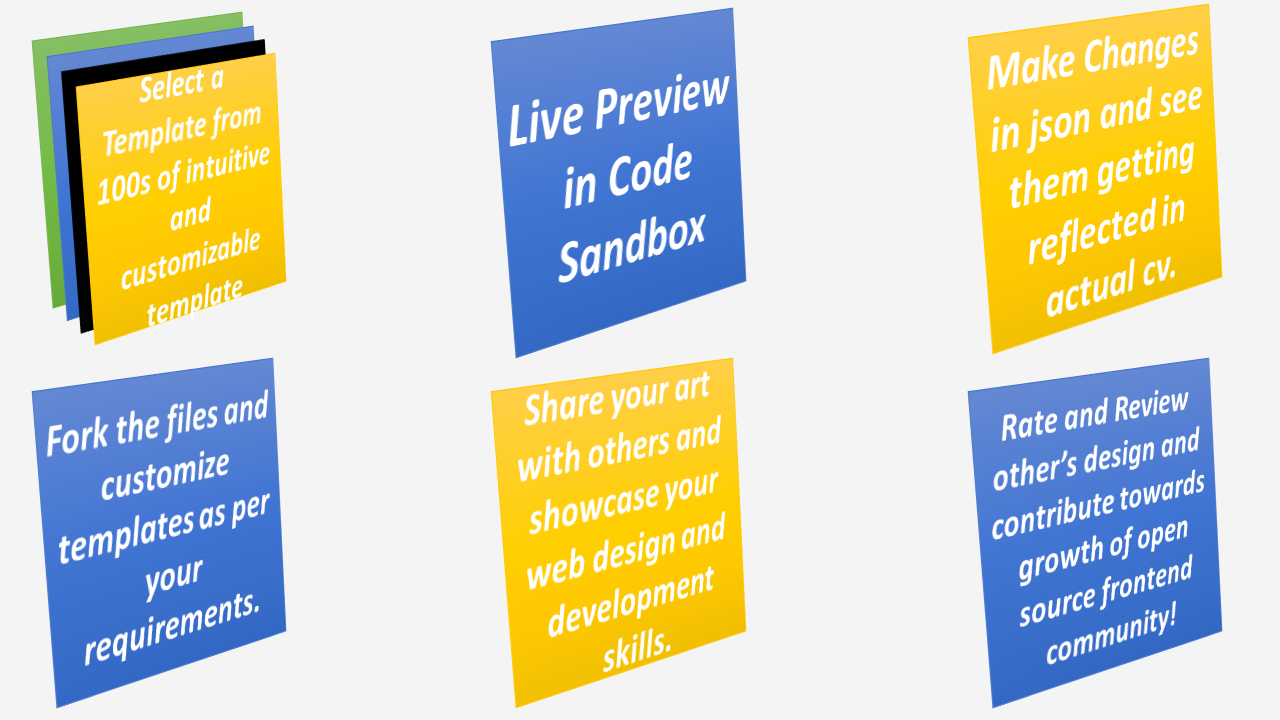 Select a
Template from
100s of intuitive
and
customizable
template
Live Preview
in Code
Sandbox
Make Changes
in json and see
them getting
reflected in
actual cv.
Fork the files and
customize
templates as per
your
requirements.
Share your art
with others and
showcase your
web design and
development
skills.
Rate and Review
other’s design and
contribute towards
growth of open
source frontend
community!